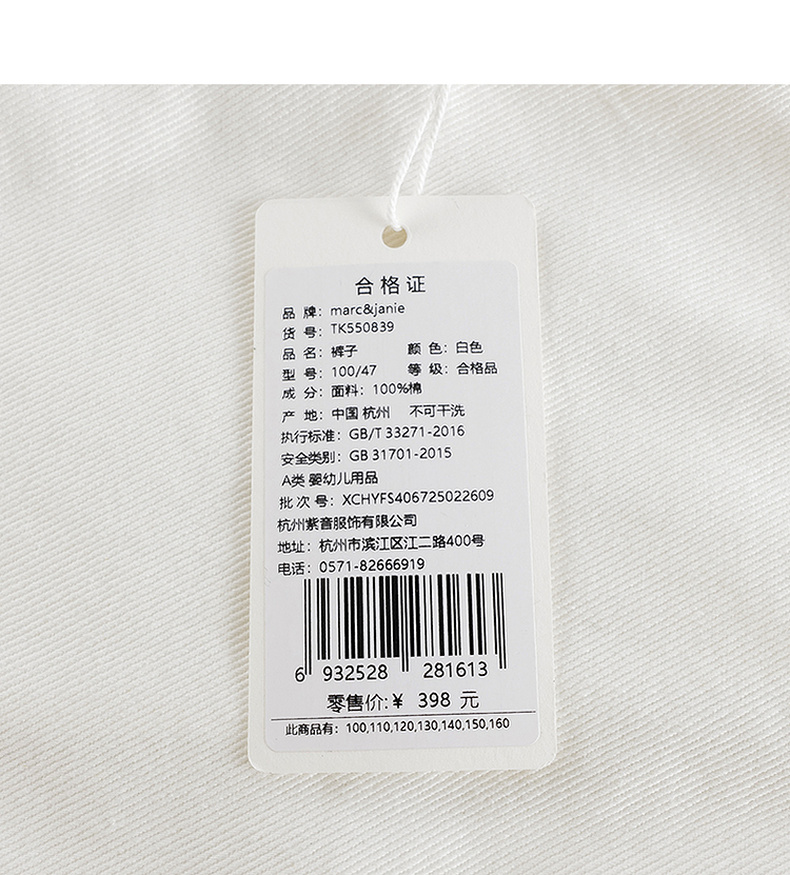 合格证
品 牌: marc&janie
货 号: TK550839
品 名: 裤子 颜 色: 白色
型 号: 100/47 等 级: 合格品
成 分: 面料: 100%棉
产 地: 中国 杭州 不可干洗
执行标准: GB/T 33271-2016
安全类别: GB 31701-2015
A类 婴幼儿用品
批 次 号: XCHYFS406725022609
杭州紫音服饰有限公司
地址: 杭州市滨江区江二路400号
电话: 0571-82666919
6 932528 281613
零售价:¥ 398 元
此商品有: 100,110,120,130,140,150,160